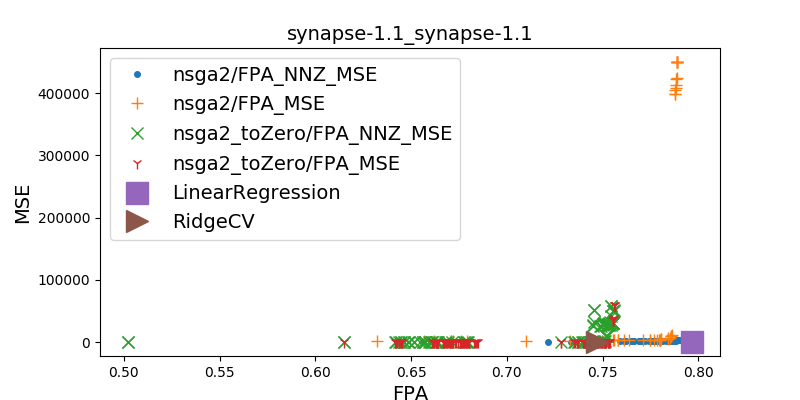 synapse-1.1_synapse-1.1
nsga2/FPA_NNZ_MSE
nsga2/FPA_MSE
nsga2_toZero/FPA_NNZ_MSE
nsga2_toZero/FPA_MSE
LinearRegression
RidgeCV
MSE
400000
300000
200000
100000
0
0.50
0.55
0.60
0.65
0.70
0.75
0.80
FPA